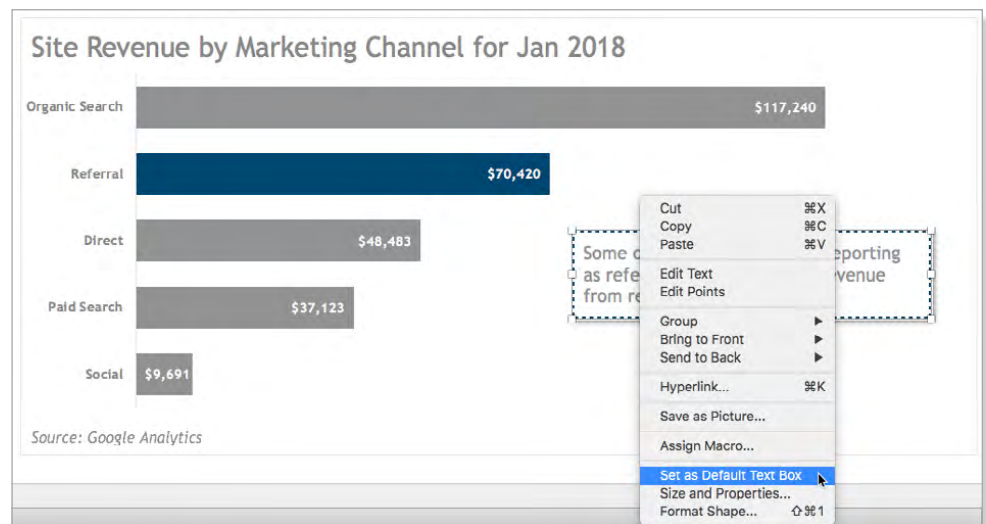 Site Revenue by Marketing Channel for Jan 2018
Organic Search
$117,240
Referral
$70,420
Direct
$48,483
Paid Search
$37,123
Social
$9,691
Source: Google Analytics
Some
as
from
venue
Cut ⌘X
Copy ⌘C
Paste ⌘V
Edit Text
Edit Points
Group ▶
Bring to Front ▶
Send to Back ▶
Hyperlink... ⌘K
Save as Picture...
Assign Macro...
Set as Default Text Box
Size and Properties...
Format Shape... ⇧⌘1